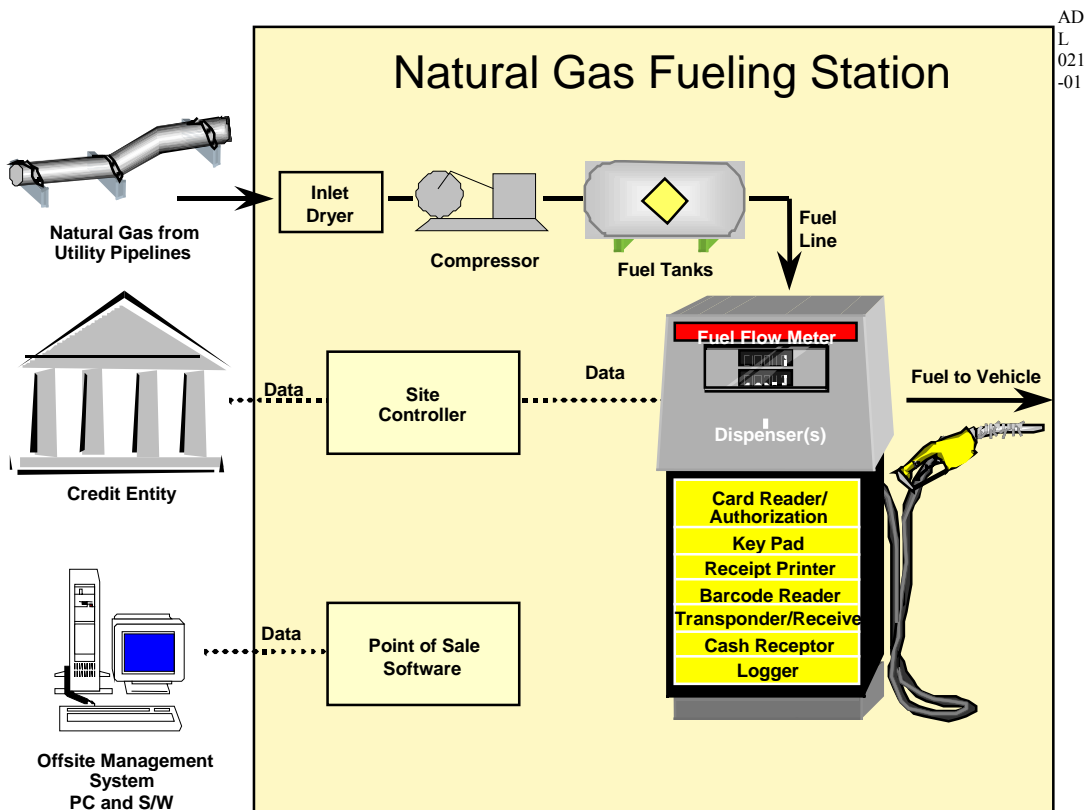 AD
L
021
-01
Natural Gas Fueling Station
Natural Gas from
Utility Pipelines
Inlet
Dryer
Compressor
Fuel Tanks
Fuel
Line
Fuel Flow Meter
Dispenser(s)
Fuel to Vehicle
Credit Entity
Data
Site
Controller
Data
Card Reader/
Authorization
Key Pad
Receipt Printer
Barcode Reader
Transponder/Receive
Cash Receptor
Logger
Offsite Management
System
PC and S/W
Data
Point of Sale
Software